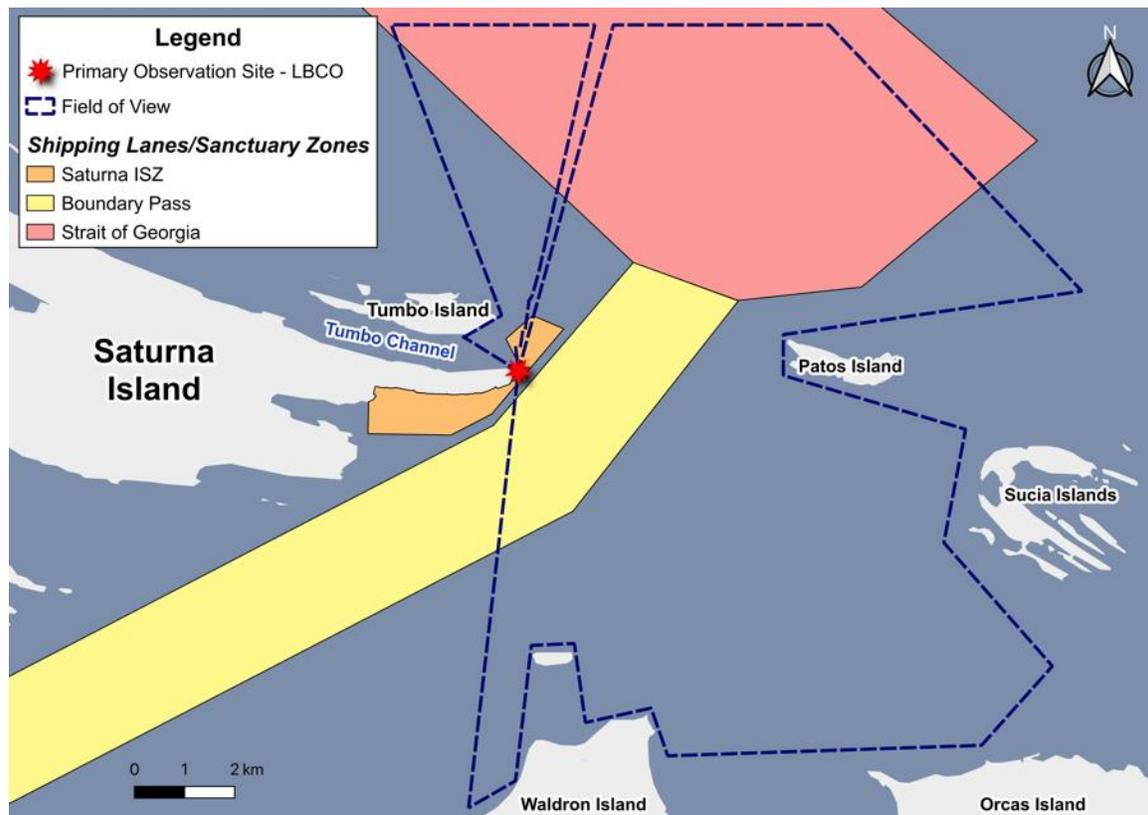 Legend
Primary Observation Site - LBCO
Field of View
Shipping Lanes/Sanctuary Zones
Saturna ISZ
Boundary Pass
Strait of Georgia
N
Tumbo Island
Tumbo Channel
Saturna
Island
Patos Island
Sucia Islands
0 1 2 km
Waldron Island
Orcas Island